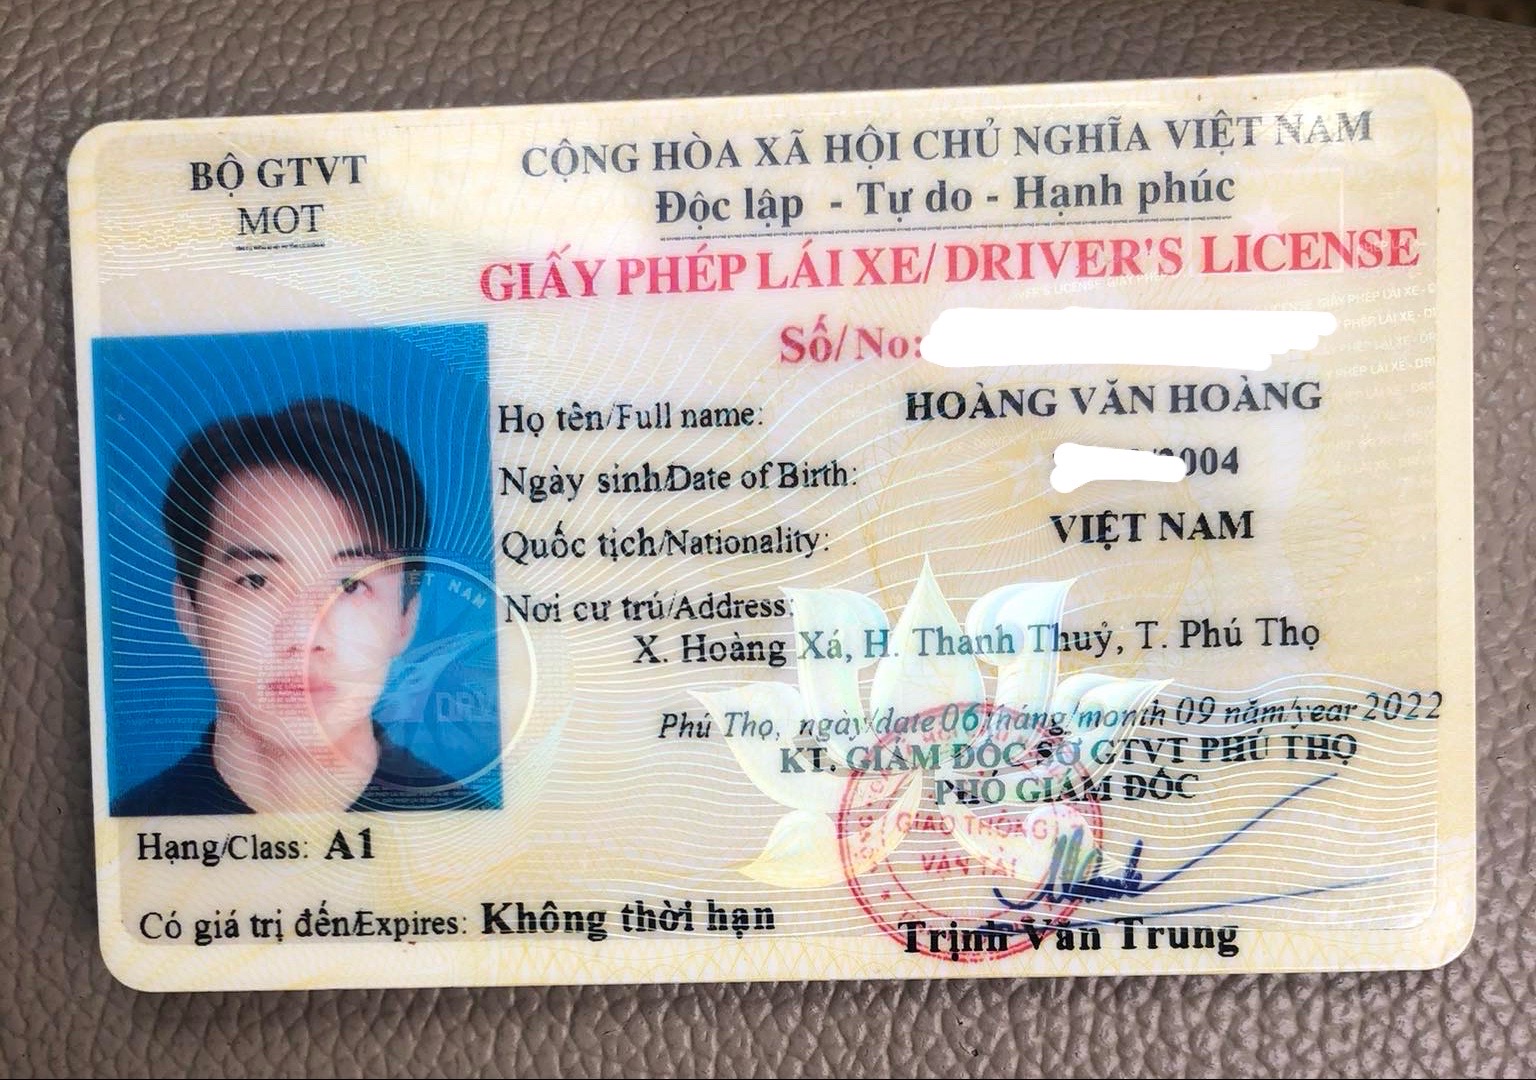 BỘ GTVT
MOT
CỘNG HÒA XÃ HỘI CHỦ NGHĨA VIỆT NAM
Độc lập - Tự do - Hạnh phúc
GIẤY PHÉP LÁI XE/ DRIVER'S LICENSE
Số/ No:
Họ tên/Full name: HOÀNG VĂN HOÀNG
Ngày sinh/Date of Birth: 2004
Quốc tịch/Nationality: VIỆT NAM
Nơi cư trú/Address:
X. Hoàng Xá, H. Thanh Thuỷ, T. Phú Thọ
Phú Thọ, ngày/date 06 tháng/month 09 năm/year 2022
KT. GIÁM ĐỐC SỞ GTVT PHÚ THỌ
PHÓ GIÁM ĐỐC
GIAO THÔNG
VẬN TẢI
Trịnh Văn Trung
Hạng/Class: A1
Có giá trị đến/Expires: Không thời hạn